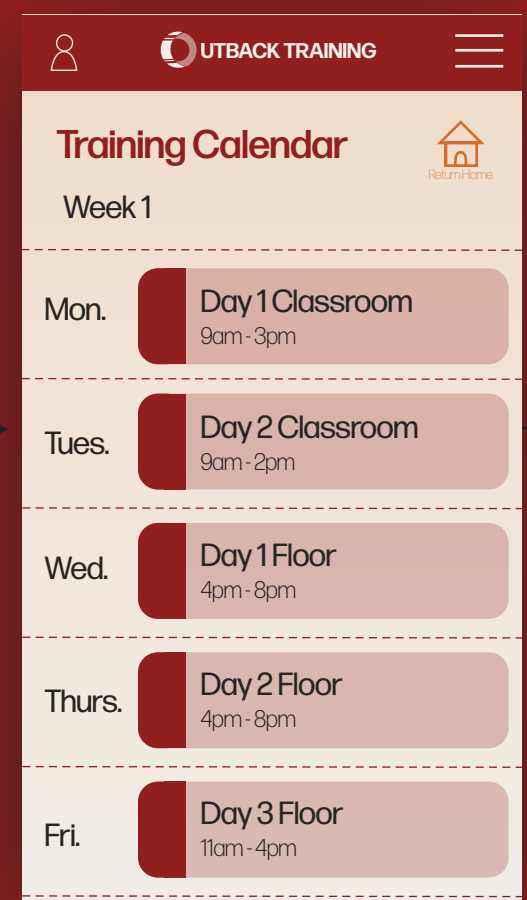 OUTBACK TRAINING
Training Calendar
Return Home
Week 1
Mon.
Day 1 Classroom
9am - 3pm
Tues.
Day 2 Classroom
9am - 2pm
Wed.
Day 1 Floor
4pm - 8pm
Thurs.
Day 2 Floor
4pm - 8pm
Fri.
Day 3 Floor
11am - 4pm